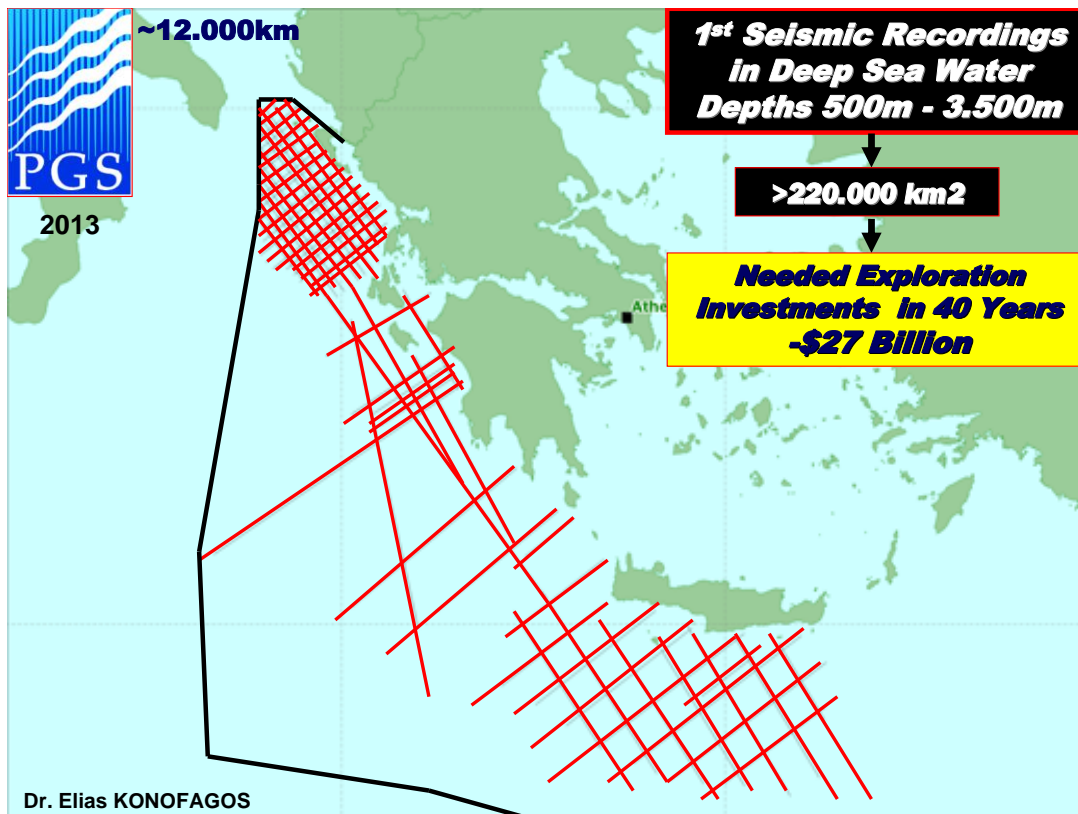 ~12.000km
PGS
2013
1st Seismic Recordings
in Deep Sea Water
Depths 500m - 3.500m
>220.000 km2
Needed Exploration
Investments in 40 Years
-$27 Billion
Athe
Dr. Elias KONOFAGOS